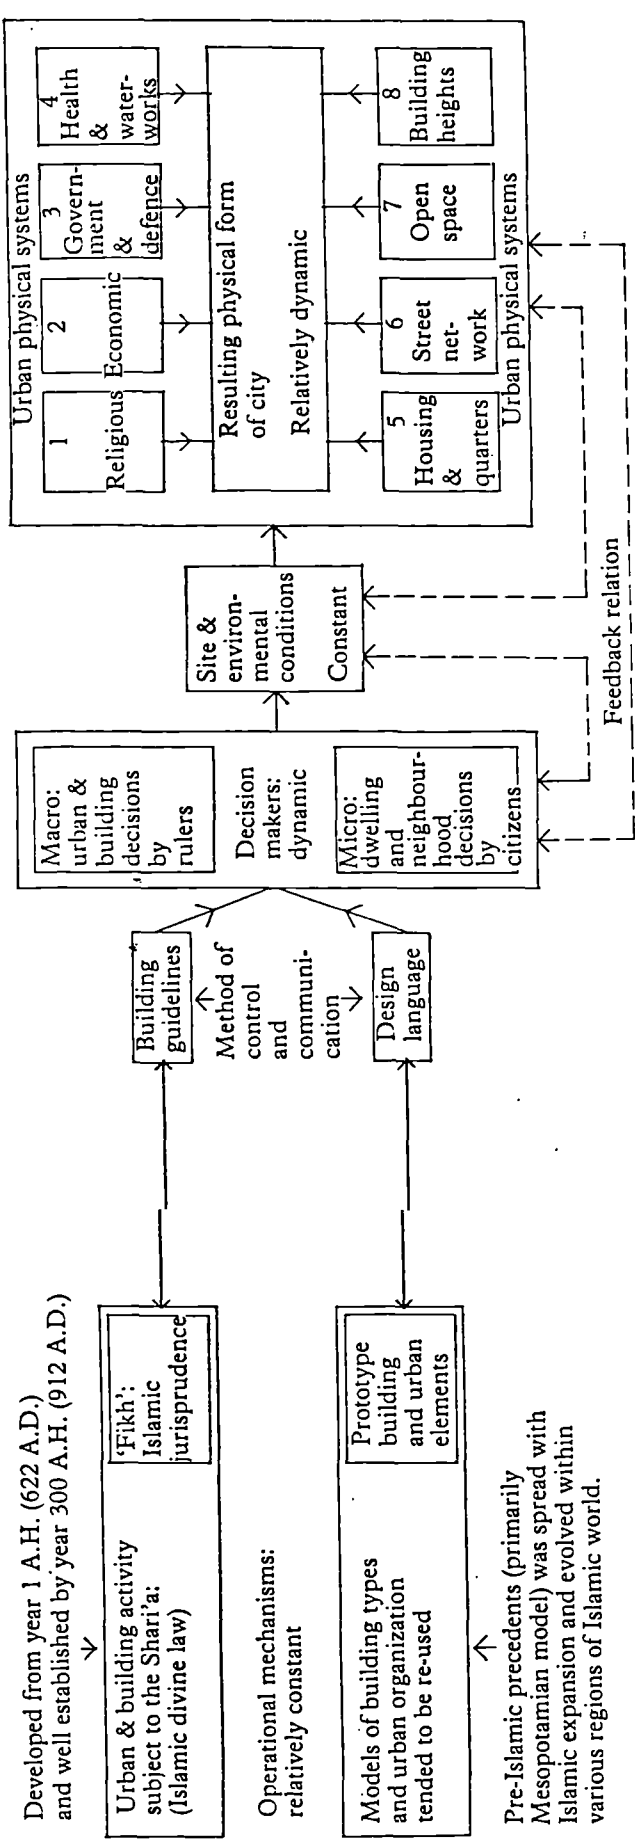 Developed from year 1 A.H. (622 A.D.)
and well established by year 300 A.H. (912 A.D.)
Urban & building activity
subject to the Shari'a:
(Islamic divine law)
'Fikh':
Islamic
jurisprudence
Operational mechanisms:
relatively constant
Models of building types
and urban organization
tended to be re-used
Prototype
building
and urban
elements
Pre-Islamic precedents (primarily
Mesopotamian model) was spread with
Islamic expansion and evolved within
various regions of Islamic world.
Building
guidelines
Method of
control
and
communi-
cation
Design
language
Macro:
urban &
building
decisions
by
rulers
Decision
makers:
dynamic
Micro:
dwelling
and
neighbour-
hood
decisions
by
citizens
Site &
environ-
mental
conditions
Constant
Feedback relation
Urban physical systems
1
Religious
2
Economic
3
Govern-
ment
&
defence
4
Health
&
water-
works
Resulting physical form
of city
Relatively dynamic
5
Housing
&
quarters
6
Street
net-
work
7
Open
space
8
Building
heights
Urban physical systems